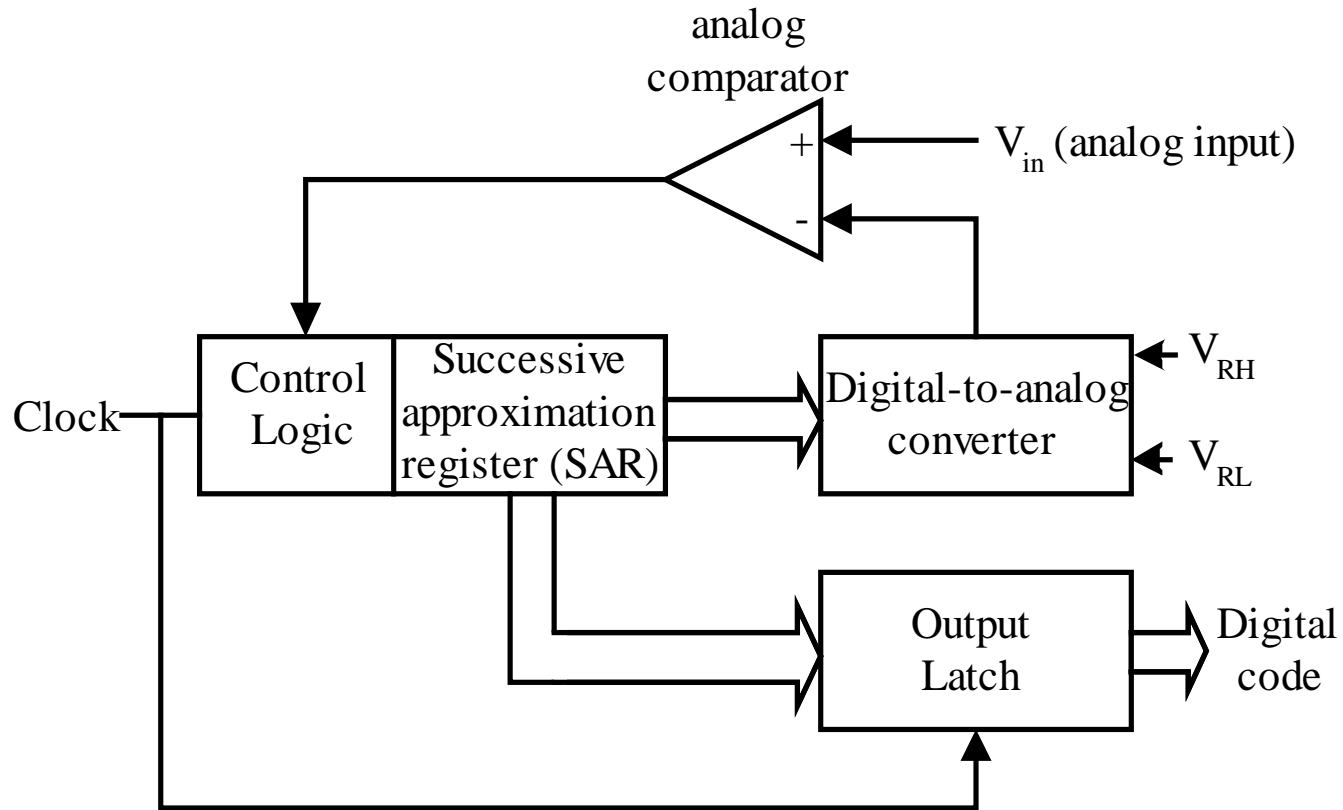 analog
comparator
+
V_in (analog input)
-
Clock
Control
Logic
Successive
approximation
register (SAR)
Digital-to-analog
converter
V_RH
V_RL
Output
Latch
Digital
code